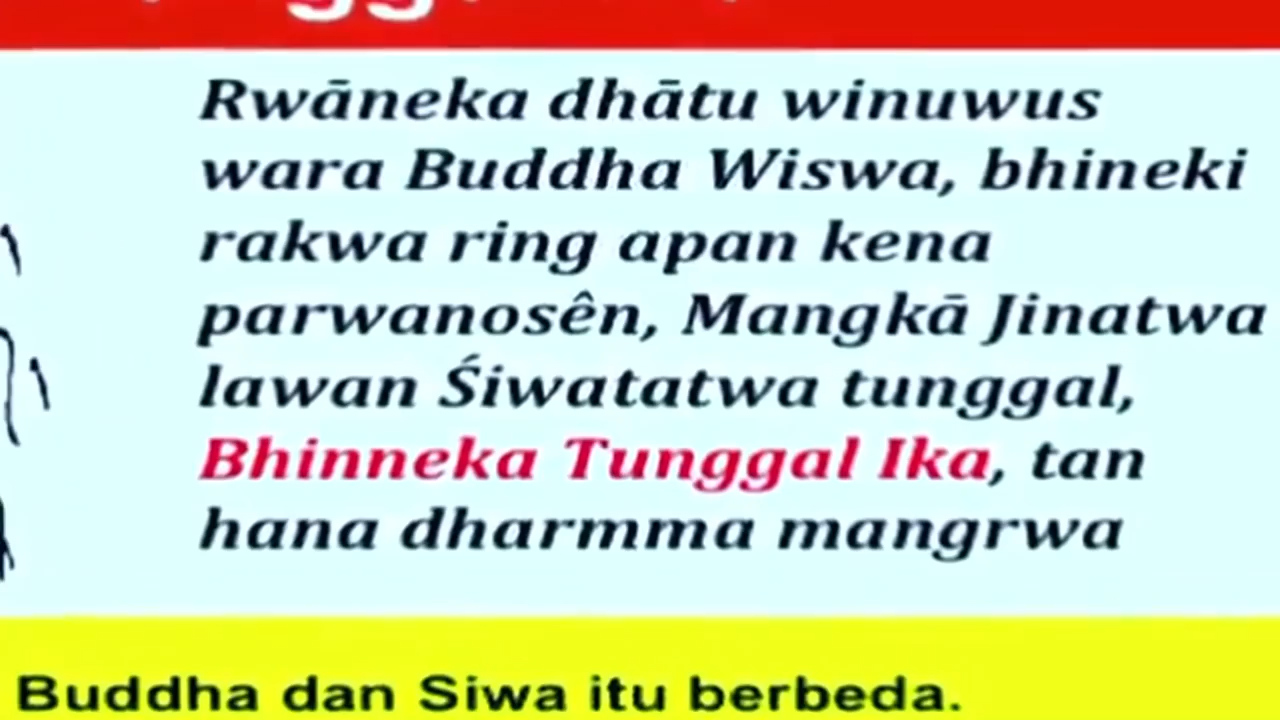 Rwāneka dhātu winuwus
wara Buddha Wiswa, bhineki
rakwa ring apan kena
parwanosên, Mangkā Jinatwa
lawan Śiwatatwa tunggal,
Bhinneka Tunggal Ika, tan
hana dharmma mangrwa
Buddha dan Siwa itu berbeda.